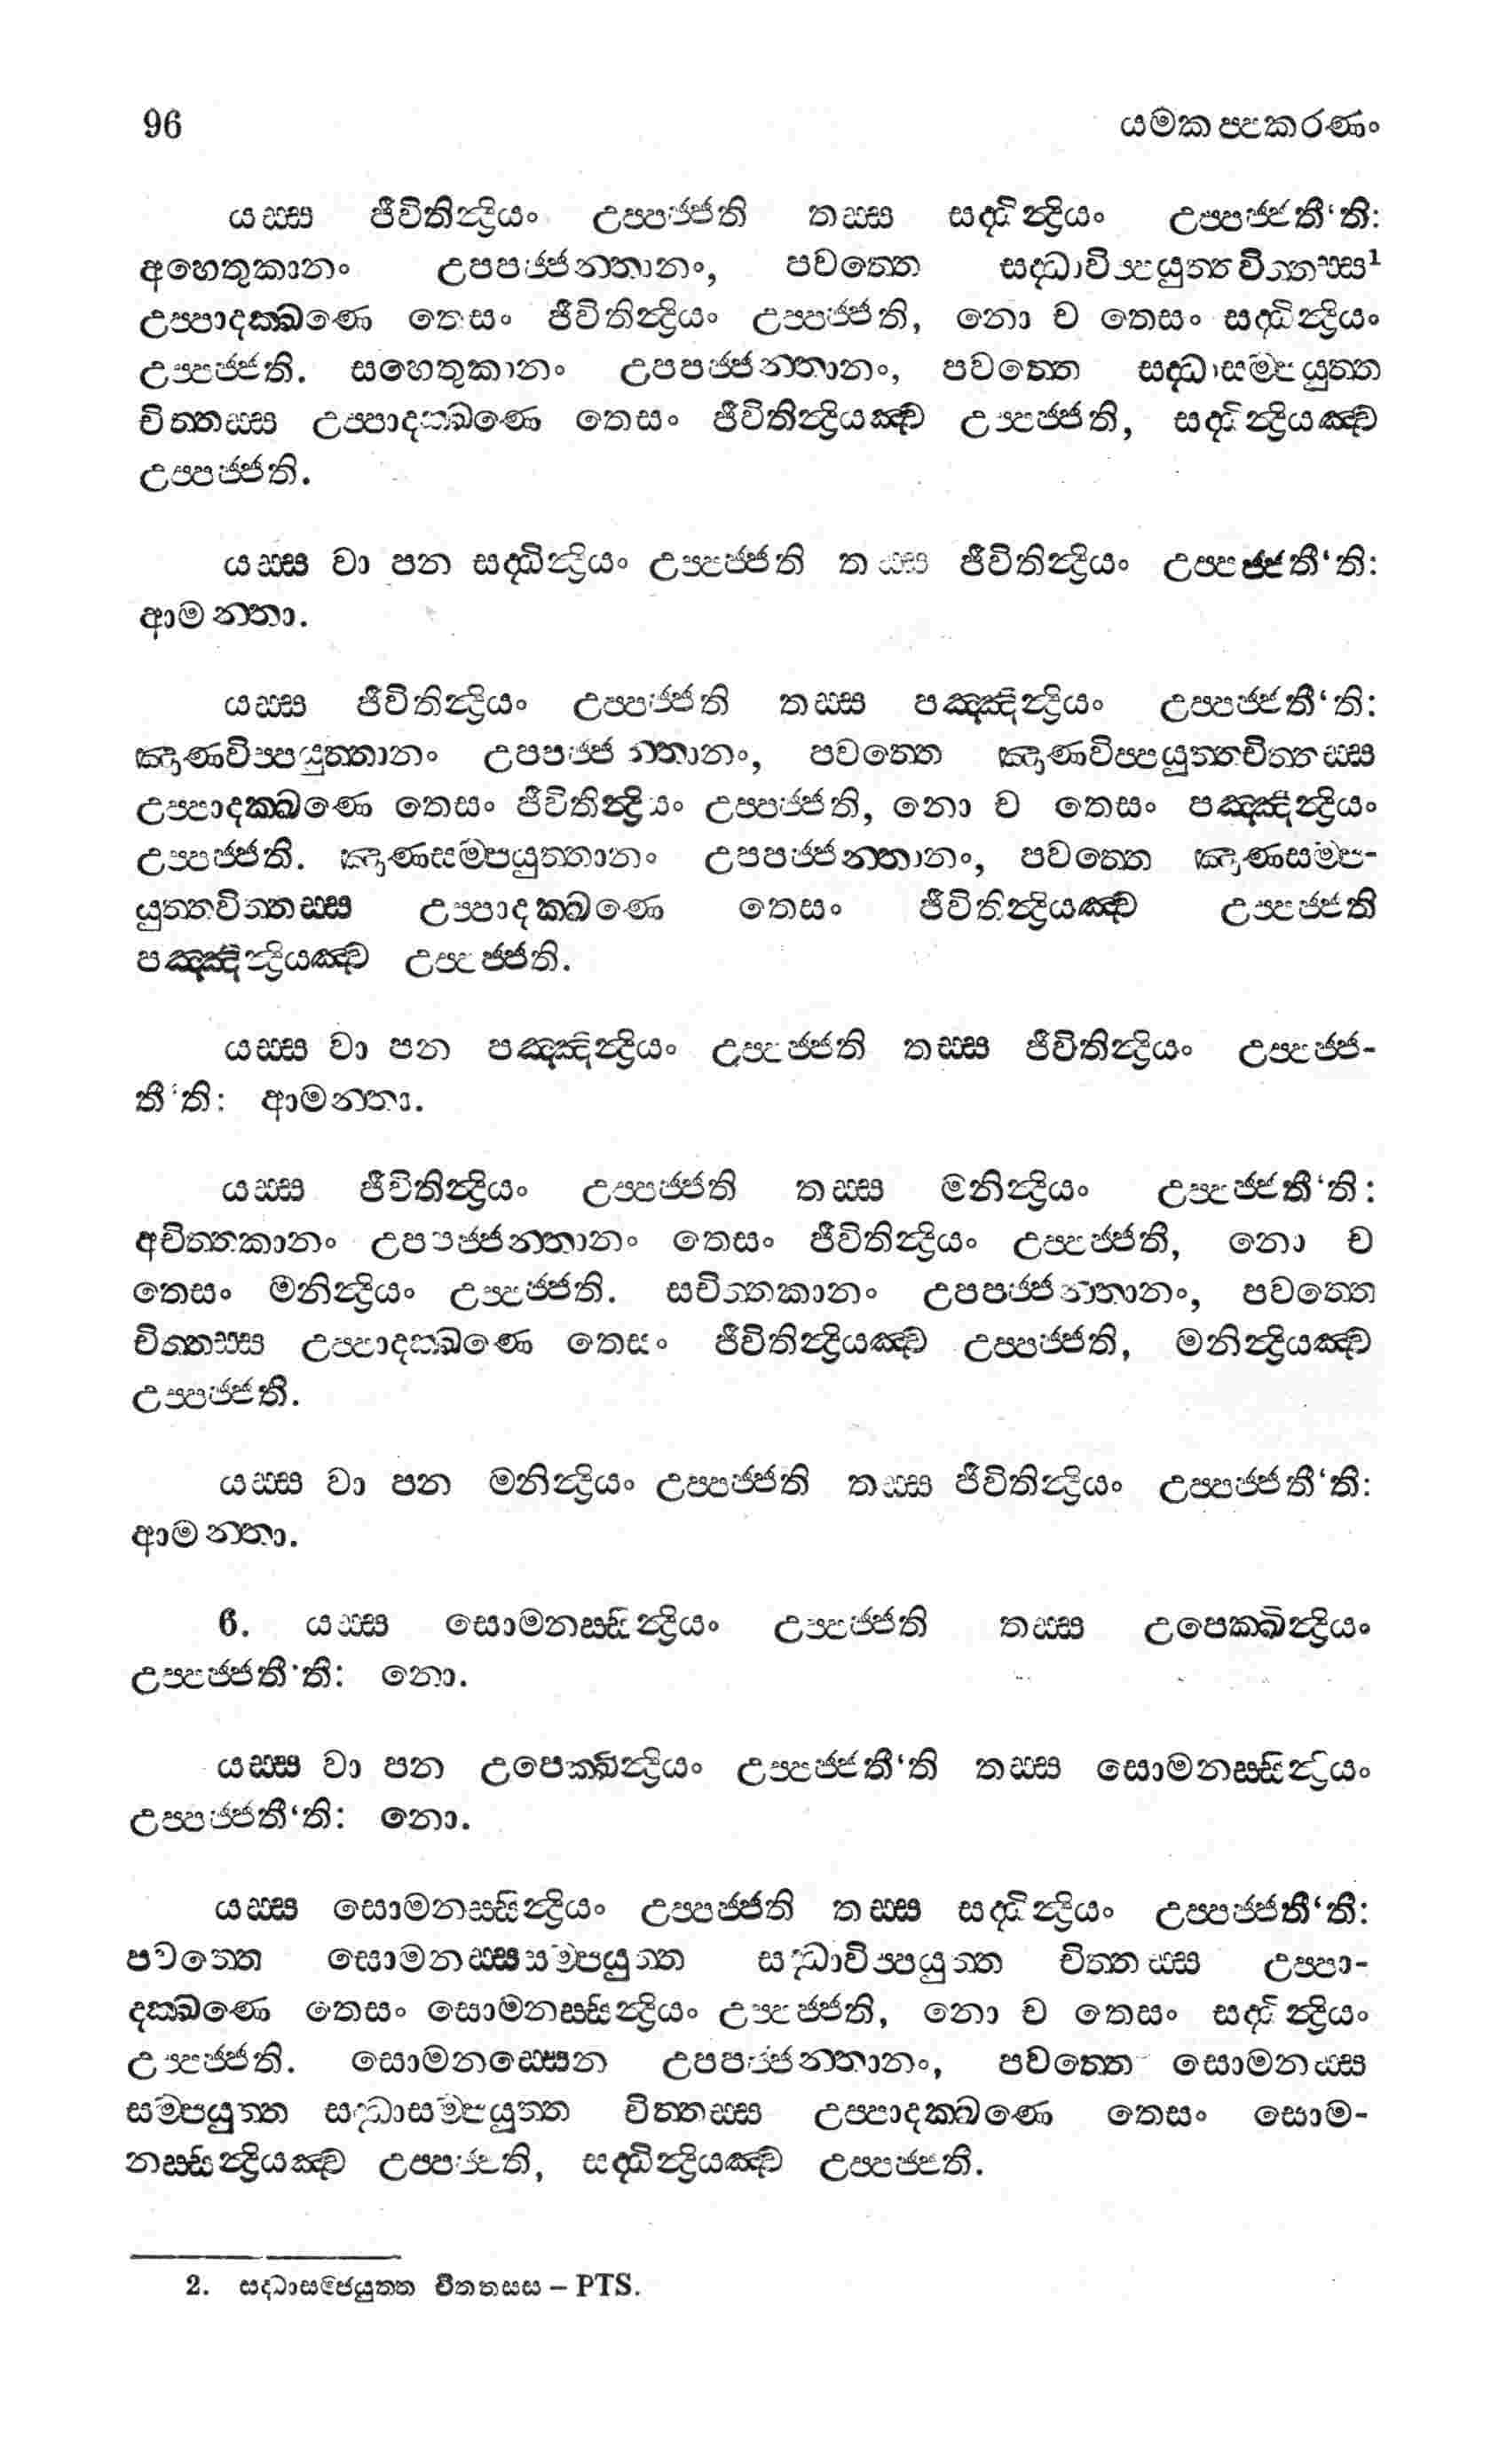 96 යමකප්පකරණං
යස්ස ජීවිතින්ද්‍රියං උප්පජ්ජති තස්ස සද්ධින්ද්‍රියං උප්පජ්ජතී‘ති:
අහෙතුකානං උපපජ්ජන්තානං, පවත්තෙ සද්ධාවිප්පයුත්තචිත්තස්ස¹
උප්පාදක්ඛණෙ තෙසං ජීවිතින්ද්‍රියං උප්පජ්ජති, නො ච තෙසං සද්ධින්ද්‍රියං
උප්පජ්ජති. සහෙතුකානං උපපජ්ජන්තානං, පවත්තෙ සද්ධාසම්පයුත්ත
චිත්තස්ස උප්පාදක්ඛණෙ තෙසං ජීවිතින්ද්‍රියඤ්ච උප්පජ්ජති, සද්ධින්ද්‍රියඤ්ච
උප්පජ්ජති.
යස්ස වා පන සද්ධින්ද්‍රියං උප්පජ්ජති තස්ස ජීවිතින්ද්‍රියං උප්පජ්ජතී‘ති:
ආමන්තා.
යස්ස ජීවිතින්ද්‍රියං උප්පජ්ජති තස්ස පඤ්ඤින්ද්‍රියං උප්පජ්ජතී‘ති:
ඤාණවිප්පයුත්තානං උපපජ්ජන්තානං, පවත්තෙ ඤාණවිප්පයුත්තචිත්තස්ස
උප්පාදක්ඛණෙ තෙසං ජීවිතින්ද්‍රියං උප්පජ්ජති, නො ච තෙසං පඤ්ඤින්ද්‍රියං
උප්පජ්ජති. ඤාණසම්පයුත්තානං උපපජ්ජන්තානං, පවත්තෙ ඤාණසම්ප-
යුත්තචිත්තස්ස උප්පාදක්ඛණෙ තෙසං ජීවිතින්ද්‍රියඤ්ච උප්පජ්ජති
පඤ්ඤින්ද්‍රියඤ්ච උප්පජ්ජති.
යස්ස වා පන පඤ්ඤින්ද්‍රියං උප්පජ්ජති තස්ස ජීවිතින්ද්‍රියං උප්පජ්ජ-
තී‘ති: ආමන්තා.
යස්ස ජීවිතින්ද්‍රියං උප්පජ්ජති තස්ස මනින්ද්‍රියං උප්පජ්ජතී‘ති:
අචිත්තකානං උපපජ්ජන්තානං තෙසං ජීවිතින්ද්‍රියං උප්පජ්ජති, නො ච
තෙසං මනින්ද්‍රියං උප්පජ්ජති. සචිත්තකානං උපපජ්ජන්තානං, පවත්තෙ
චිත්තස්ස උප්පාදක්ඛණෙ තෙසං ජීවිතින්ද්‍රියඤ්ච උප්පජ්ජති, මනින්ද්‍රියඤ්ච
උප්පජ්ජති.
යස්ස වා පන මනින්ද්‍රියං උප්පජ්ජති තස්ස ජීවිතින්ද්‍රියං උප්පජ්ජතී‘ති:
ආමන්තා.
6. යස්ස සොමනස්සින්ද්‍රියං උප්පජ්ජති තස්ස උපෙක්ඛින්ද්‍රියං
උප්පජ්ජතී‘ති: නො.
යස්ස වා පන උපෙක්ඛින්ද්‍රියං උප්පජ්ජතී‘ති තස්ස සොමනස්සින්ද්‍රියං
උප්පජ්ජතී‘ති: නො.
යස්ස සොමනස්සින්ද්‍රියං උප්පජ්ජති තස්ස සද්ධින්ද්‍රියං උප්පජ්ජතී‘ති:
පවත්තෙ සොමනස්සසම්පයුත්ත සද්ධාවිප්පයුත්ත චිත්තස්ස උප්පා-
දක්ඛණෙ තෙසං සොමනස්සින්ද්‍රියං උප්පජ්ජති, නො ච තෙසං සද්ධින්ද්‍රියං
උප්පජ්ජති. සොමනස්සෙන උපපජ්ජන්තානං, පවත්තෙ සොමනස්ස
සම්පයුත්ත සද්ධාසම්පයුත්ත චිත්තස්ස උප්පාදක්ඛණෙ තෙසං සොම-
නස්සින්ද්‍රියඤ්ච උප්පජ්ජති, සද්ධින්ද්‍රියඤ්ච උප්පජ්ජති.
2. සද්ධාසම්පයුත්ත චිත්තස්ස – PTS.